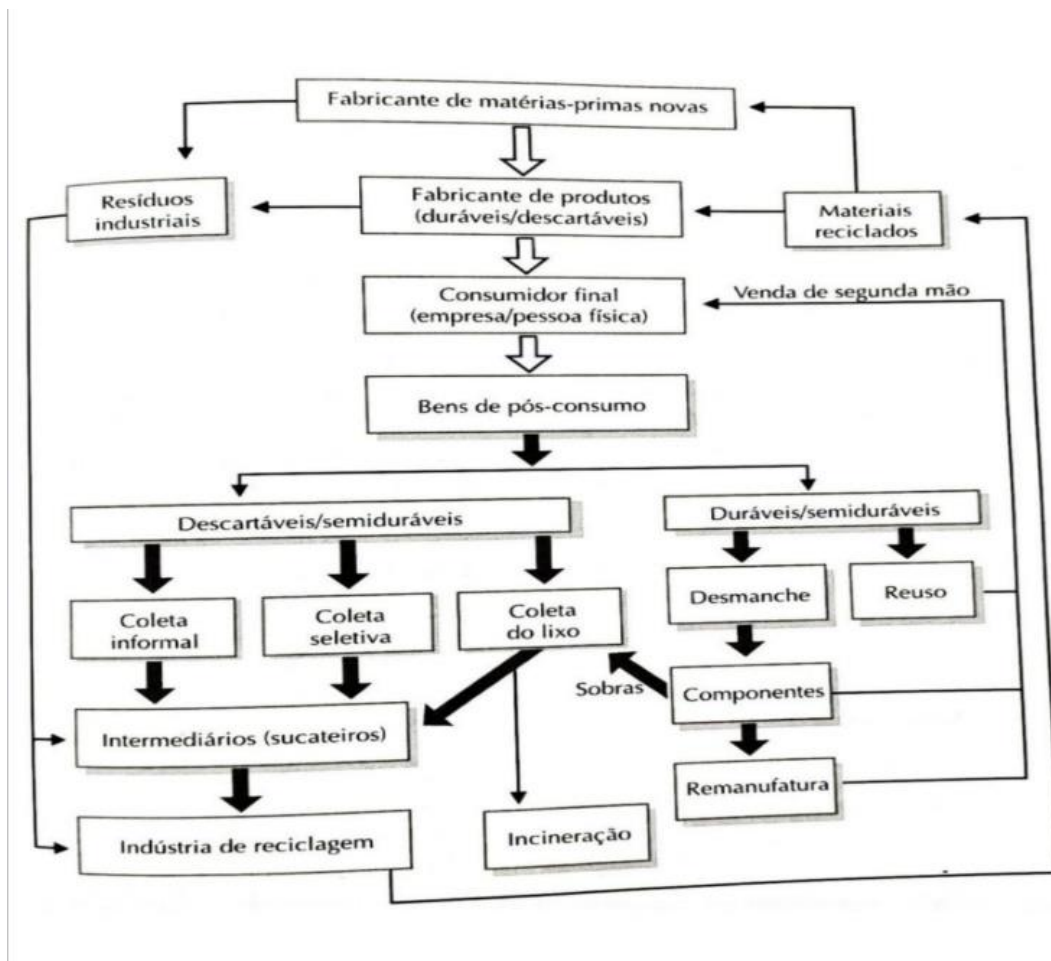 Fabricante de matérias-primas novas
Resíduos
industriais
Fabricante de produtos
(duráveis/descartáveis)
Materiais
reciclados
Consumidor final
(empresa/pessoa física)
Venda de segunda mão
Bens de pós-consumo
Descartáveis/semiduráveis
Duráveis/semiduráveis
Coleta
informal
Coleta
seletiva
Coleta
do lixo
Desmanche
Reuso
Sobras
Componentes
Intermediários (sucateiros)
Remanufatura
Indústria de reciclagem
Incineração